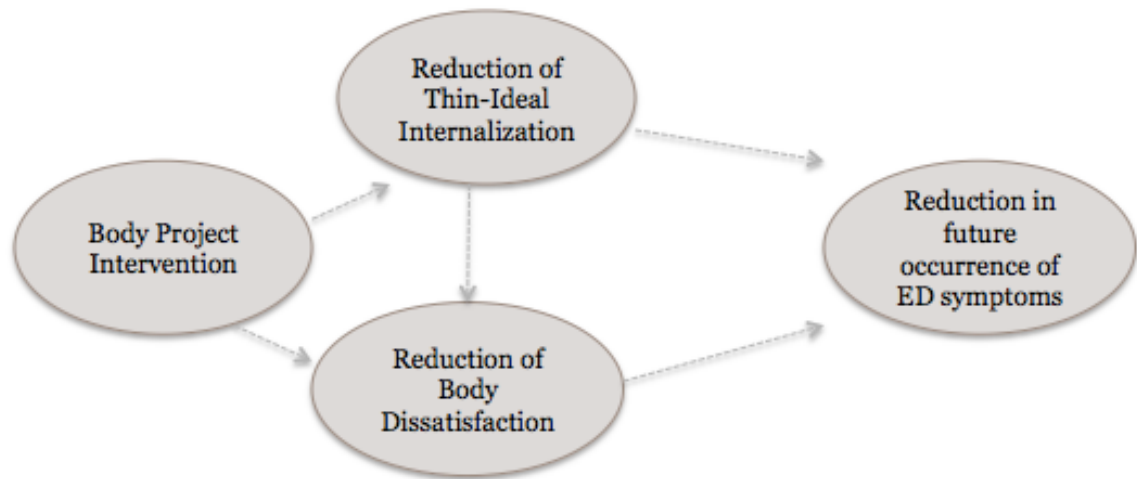 Reduction of
Thin-Ideal
Internalization
Body Project
Intervention
Reduction in
future
occurrence of
ED symptoms
Reduction of
Body
Dissatisfaction